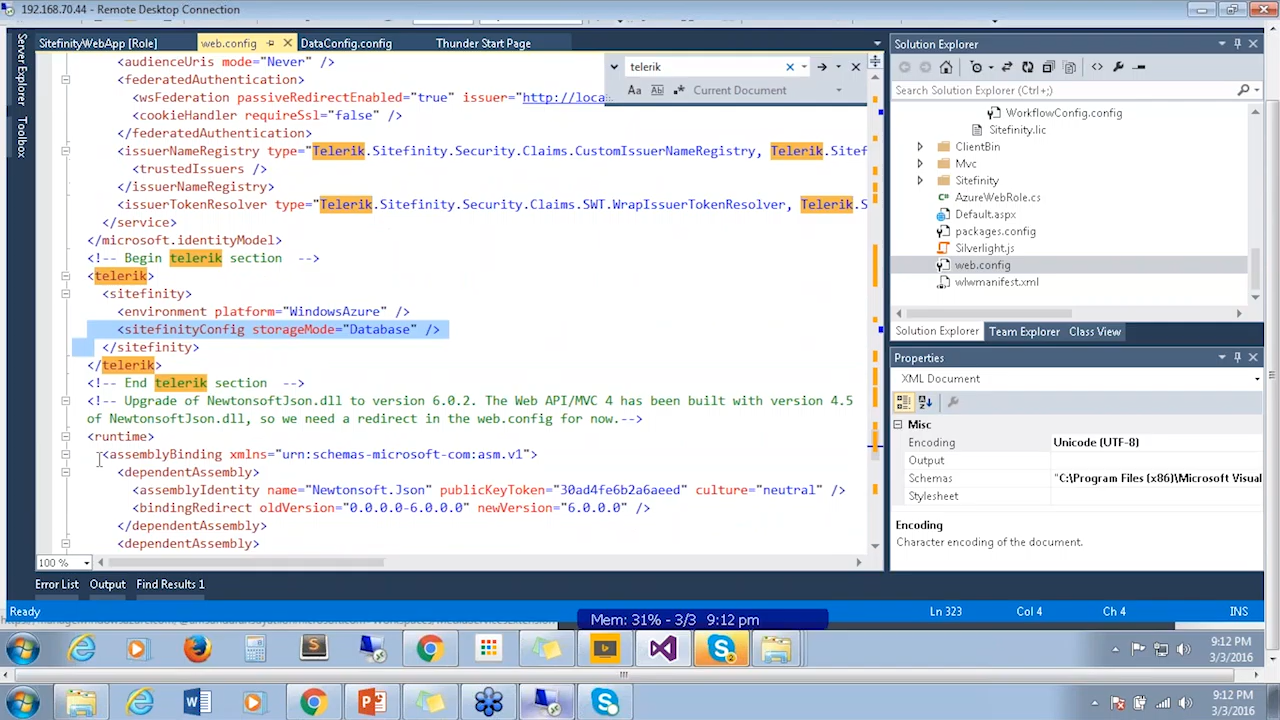 192.168.70.44 - Remote Desktop Connection
SitefinityWebApp [Role]
web.config
DataConfig.config
Thunder Start Page
Server Explorer
Toolbox
telerik
Current Document
<audienceUris mode="Never" />
<federatedAuthentication>
<wsFederation passiveRedirectEnabled="true" issuer="http://loca
<cookieHandler requireSsl="false" />
</federatedAuthentication>
<issuerNameRegistry type="Telerik.Sitefinity.Security.Claims.CustomIssuerNameRegistry, Telerik.Sitef
<trustedIssuers />
</issuerNameRegistry>
<issuerTokenResolver type="Telerik.Sitefinity.Security.Claims.SWT.WrapIssuerTokenResolver, Telerik.S
</service>
</microsoft.identityModel>
<!-- Begin telerik section -->
<telerik>
<sitefinity>
<environment platform="WindowsAzure" />
<sitefinityConfig storageMode="Database" />
</sitefinity>
</telerik>
<!-- End telerik section -->
<!-- Upgrade of NewtonsoftJson.dll to version 6.0.2. The Web API/MVC 4 has been built with version 4.5
of NewtonsoftJson.dll, so we need a redirect in the web.config for now.-->
<runtime>
<assemblyBinding xmlns="urn:schemas-microsoft-com:asm.v1">
<dependentAssembly>
<assemblyIdentity name="Newtonsoft.Json" publicKeyToken="30ad4fe6b2a6aeed" culture="neutral" />
<bindingRedirect oldVersion="0.0.0.0-6.0.0.0" newVersion="6.0.0.0" />
</dependentAssembly>
<dependentAssembly>
100 %
Solution Explorer
Search Solution Explorer (Ctrl+;)
WorkflowConfig.config
Sitefinity.lic
ClientBin
Mvc
Sitefinity
AzureWebRole.cs
Default.aspx
packages.config
Silverlight.js
web.config
wlwmanifest.xml
Solution Explorer
Team Explorer
Class View
Properties
XML Document
Misc
Encoding
Unicode (UTF-8)
Output
Schemas
"C:\Program Files (x86)\Microsoft Visual
Stylesheet
Encoding
Character encoding of the document.
Error List
Output
Find Results 1
Ready
Ln 323
Col 4
Ch 4
INS
Mem: 31% - 3/3 9:12 pm
9:12 PM
3/3/2016
9:12 PM
3/3/2016